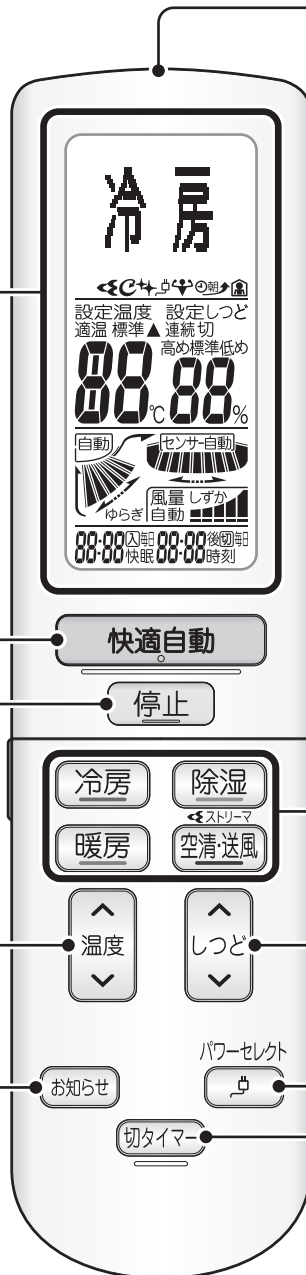 冷房
朝
設定温度 設定しつど
適温 標準▲ 連続 切
高め標準低め
88℃ 88%
自動 センサー自動
ゆらぎ 風量 しずか
自動
88:88 入 毎日 快眠 88:88 後 切 毎日 時刻
快適自動
停止
冷房 除湿
ストリーマ
暖房 空清・送風
温度 しつど
パワーセレクト
お知らせ
切タイマー